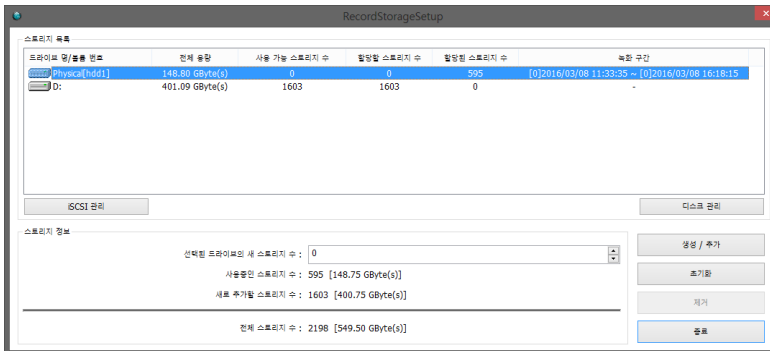 RecordStorageSetup
스토리지 목록
드라이브 명/볼륨 번호 전체 용량 사용 가능 스토리지 수 할당할 스토리지 수 할당된 스토리지 수 녹화 구간
Physical[hdd1] 148.80 GByte(s) 0 0 595 [0]2016/03/08 11:33:35 ~ [0]2016/03/08 16:18:15
D: 401.09 GByte(s) 1603 1603 0 -
iSCSI 관리 디스크 관리
스토리지 정보
선택된 드라이브의 새 스토리지 수 : 0
사용중인 스토리지 수 : 595 [148.75 GByte(s)]
새로 추가할 스토리지 수 : 1603 [400.75 GByte(s)]
전체 스토리지 수 : 2198 [549.50 GByte(s)]
생성 / 추가
초기화
제거
종료